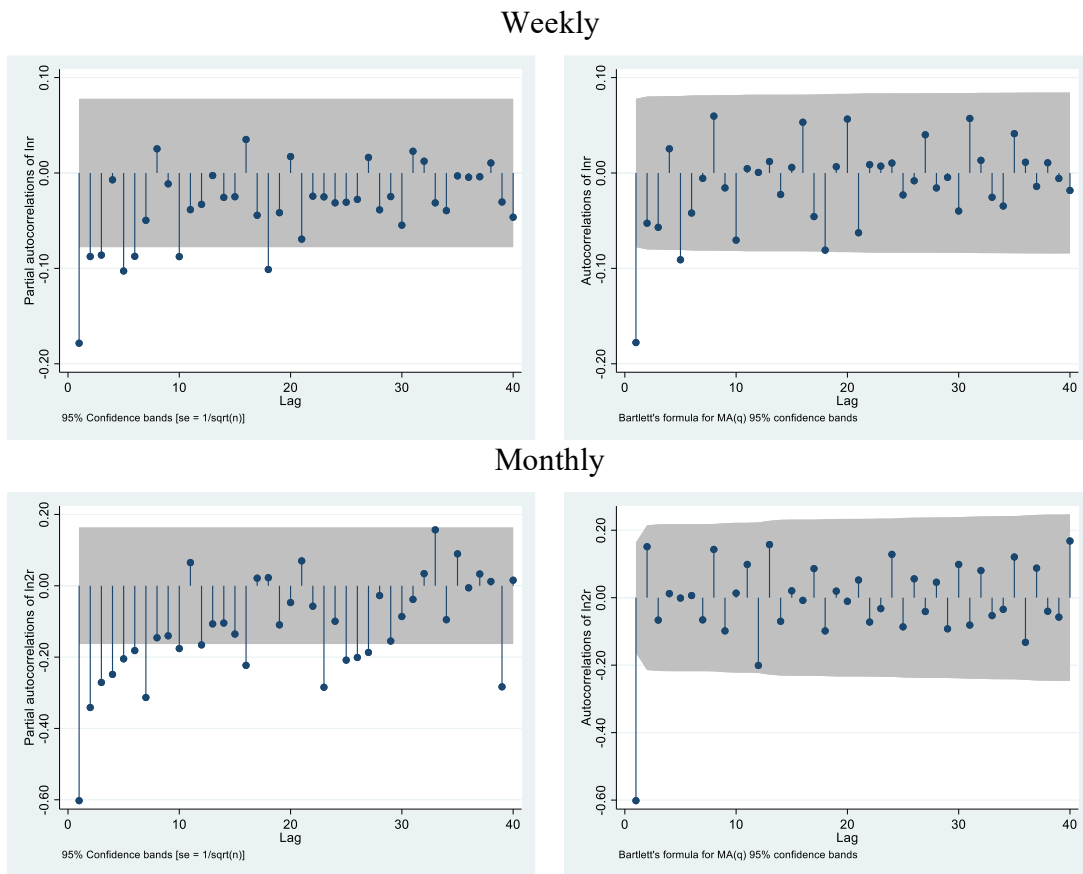 Weekly
Partial autocorrelations of lnr
0.10
0.00
-0.10
-0.20
0
10
20
30
40
Lag
95% Confidence bands [se = 1/sqrt(n)]
Autocorrelations of lnr
0.10
0.00
-0.10
-0.20
0
10
20
30
40
Lag
Bartlett's formula for MA(q) 95% confidence bands
Monthly
Partial autocorrelations of ln2r
0.20
0.00
-0.20
-0.40
-0.60
0
10
20
30
40
Lag
95% Confidence bands [se = 1/sqrt(n)]
Autocorrelations of ln2r
0.20
0.00
-0.20
-0.40
-0.60
0
10
20
30
40
Lag
Bartlett's formula for MA(q) 95% confidence bands